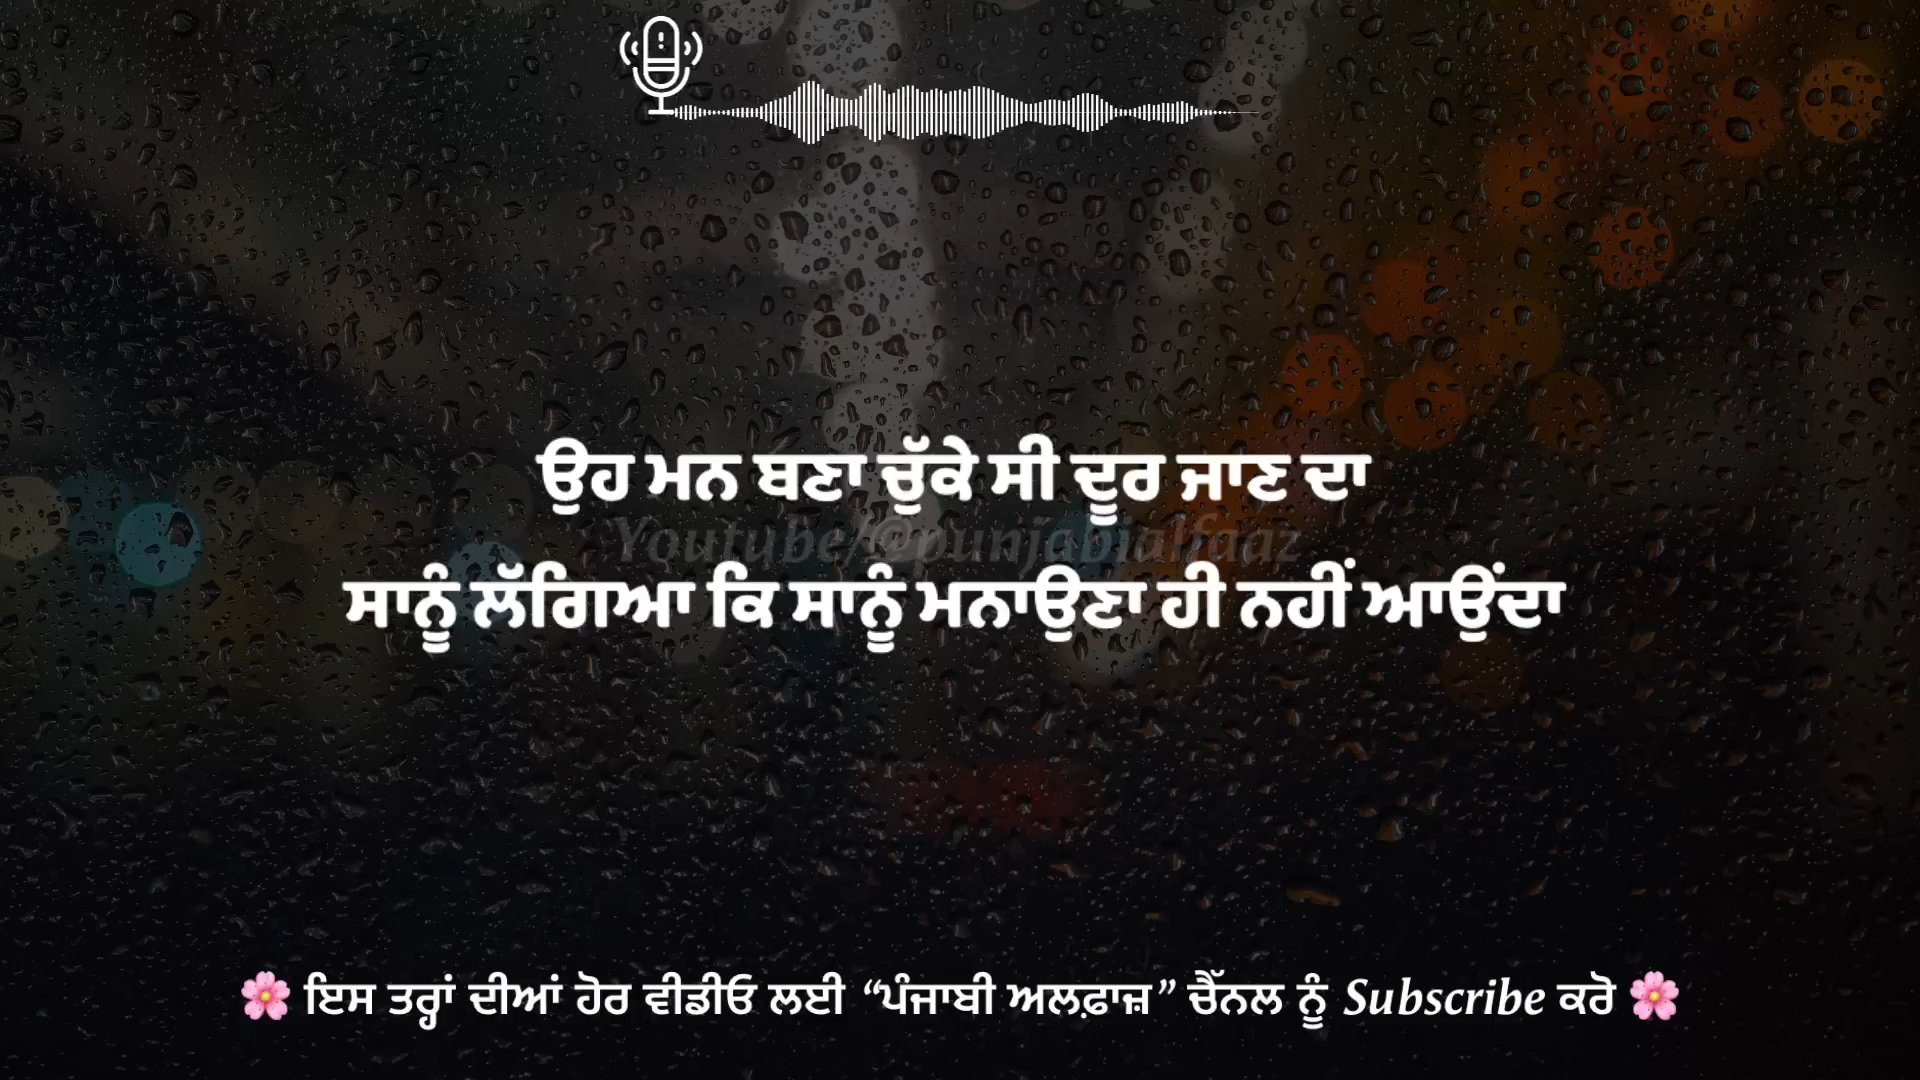 ਉਹ ਮਨ ਬਣਾ ਚੁੱਕੇ ਸੀ ਦੂਰ ਜਾਣ ਦਾ
Youtube/@punjabialfaaz
ਸਾਨੂੰ ਲੱਗਿਆ ਕਿ ਸਾਨੂੰ ਮਨਾਉਣਾ ਹੀ ਨਹੀਂ ਆਉਂਦਾ
🌸 ਇਸ ਤਰ੍ਹਾਂ ਦੀਆਂ ਹੋਰ ਵੀਡੀਓ ਲਈ “ਪੰਜਾਬੀ ਅਲਫ਼ਾਜ਼” ਚੈੱਨਲ ਨੂੰ Subscribe ਕਰੋ 🌸